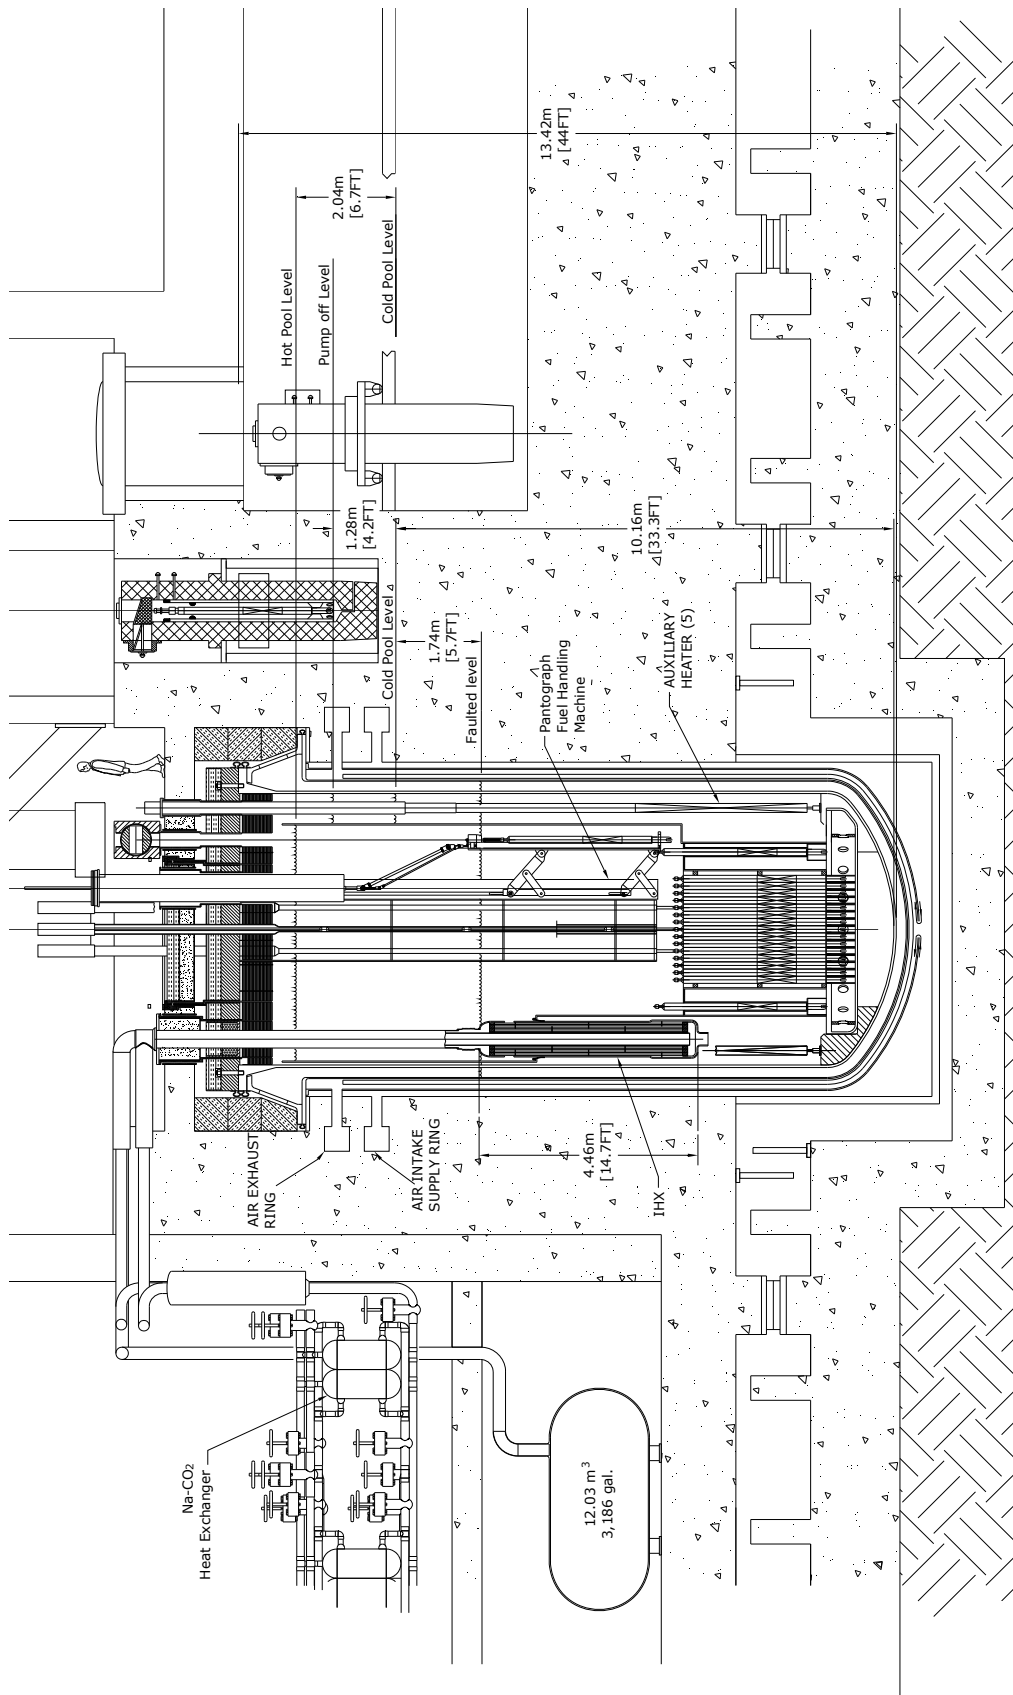 13.42m
[44FT]
2.04m
[6.7FT]
Hot Pool Level
Pump off Level
Cold Pool Level
1.28m
[4.2FT]
10.16m
[33.3FT]
Cold Pool Level
1.74m
[5.7FT]
Faulted level
Pantograph
Fuel Handling
Machine
AUXILIARY
HEATER (5)
AIR EXHAUST
RING
AIR INTAKE
SUPPLY RING
4.46m
[14.7FT]
IHX
Na-CO2
Heat Exchanger
12.03 m3
3,186 gal.